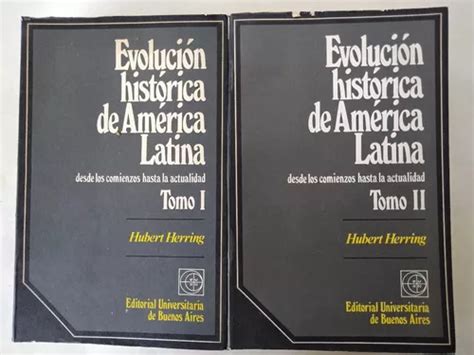 Evolución
histórica
de América
Latina
desde los comienzos hasta la actualidad
Tomo I
Hubert Herring
Editorial Universitaria
de Buenos Aires
Evolución
histórica
de América
Latina
desde los comienzos hasta la actualidad
Tomo II
Hubert Herring
Editorial Universitaria
de Buenos Aires